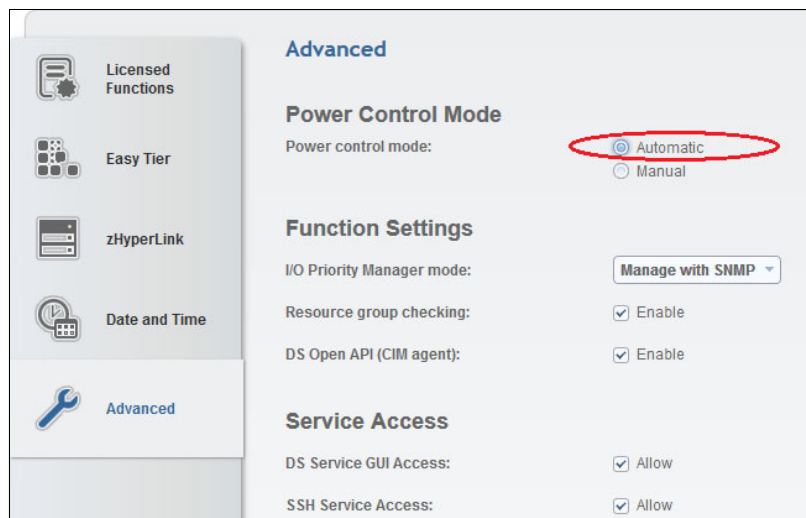 Licensed
Functions
Easy Tier
zHyperLink
Date and Time
Advanced
Advanced
Power Control Mode
Power control mode:
Automatic
Manual
Function Settings
I/O Priority Manager mode:
Manage with SNMP
Resource group checking:
Enable
DS Open API (CIM agent):
Enable
Service Access
DS Service GUI Access:
Allow
SSH Service Access:
Allow